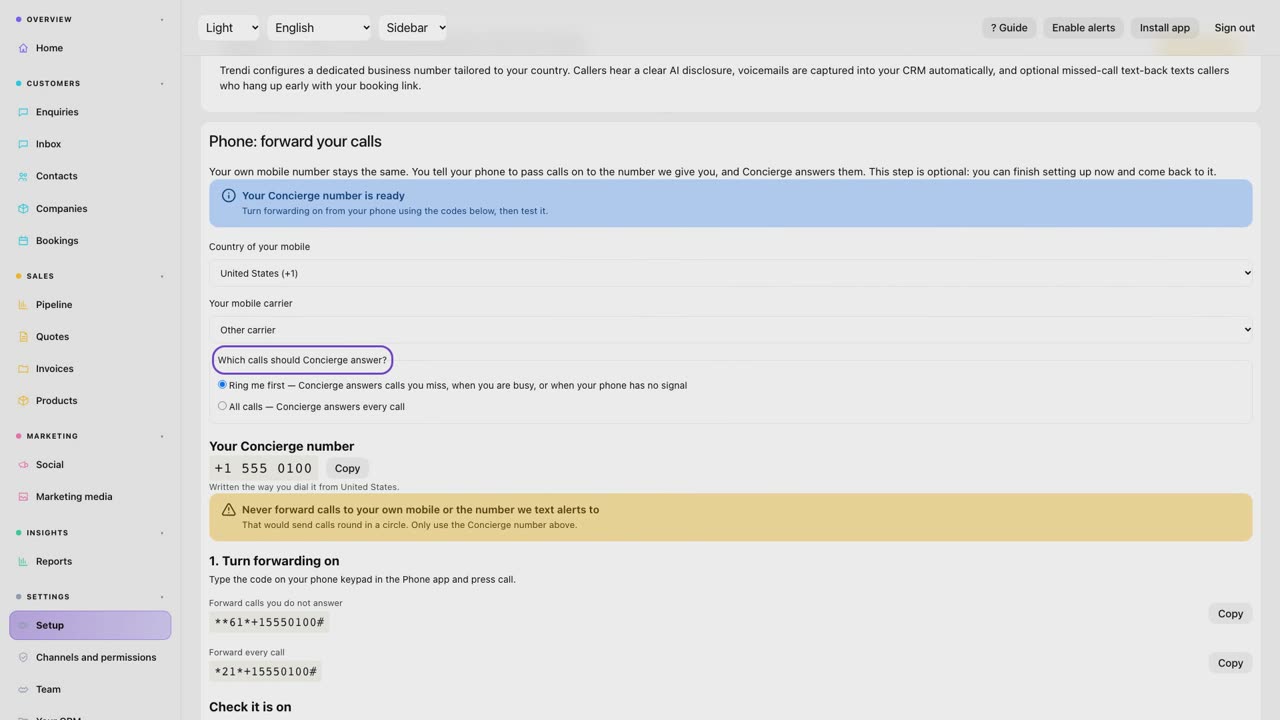 OVERVIEW
Home
CUSTOMERS
Enquiries
Inbox
Contacts
Companies
Bookings
SALES
Pipeline
Quotes
Invoices
Products
MARKETING
Social
Marketing media
INSIGHTS
Reports
SETTINGS
Setup
Channels and permissions
Team
Your CRM
Light
English
Sidebar
? Guide
Enable alerts
Install app
Sign out
Trendi configures a dedicated business number tailored to your country. Callers hear a clear AI disclosure, voicemails are captured into your CRM automatically, and optional missed-call text-back texts callers
who hang up early with your booking link.
Phone: forward your calls
Your own mobile number stays the same. You tell your phone to pass calls on to the number we give you, and Concierge answers them. This step is optional: you can finish setting up now and come back to it.
Your Concierge number is ready
Turn forwarding on from your phone using the codes below, then test it.
Country of your mobile
United States (+1)
Your mobile carrier
Other carrier
Which calls should Concierge answer?
Ring me first — Concierge answers calls you miss, when you are busy, or when your phone has no signal
All calls — Concierge answers every call
Your Concierge number
+1 555 0100 Copy
Written the way you dial it from United States.
Never forward calls to your own mobile or the number we text alerts to
That would send calls round in a circle. Only use the Concierge number above.
1. Turn forwarding on
Type the code on your phone keypad in the Phone app and press call.
Forward calls you do not answer
**61*+15550100# Copy
Forward every call
*21*+15550100# Copy
Check it is on